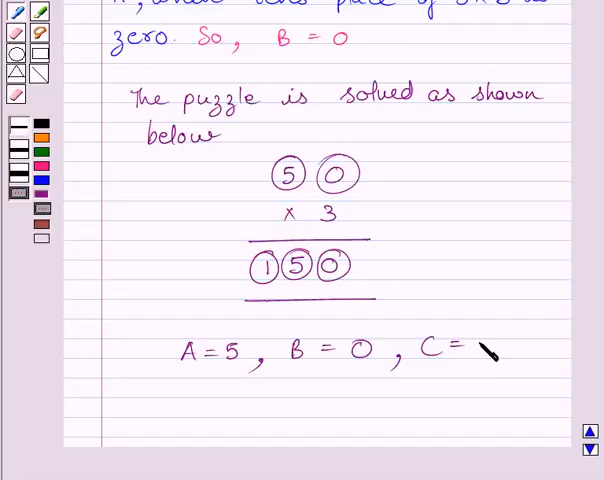 zero. So, B = 0
The puzzle is solved as shown
below
5 0
x 3
1 5 0
A = 5, B = 0, C =